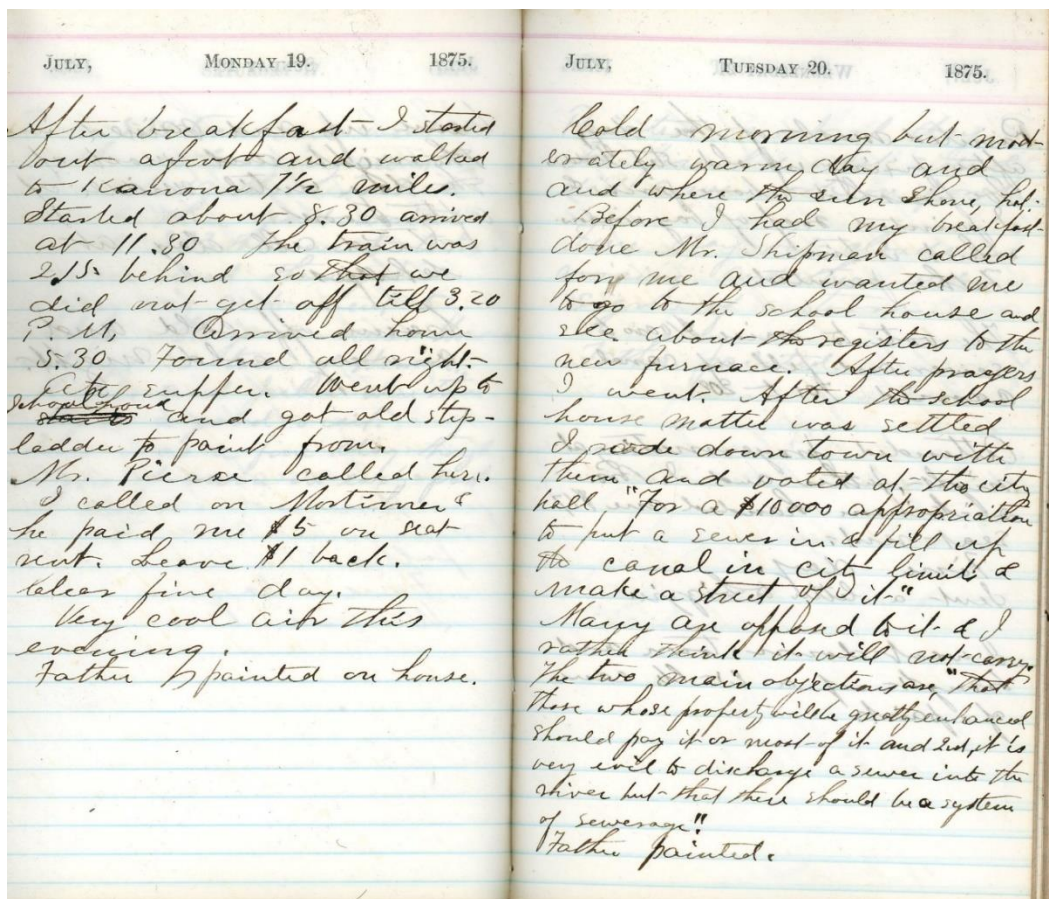 JULY, MONDAY 19. 1875.
After breakfast I started
out afoot and walked
to Kanona 7 1/2 miles.
Started about 8.30 arrived
at 11.30 The train was
2.15 behind so that we
did not get off till 3.20
P.M. Arrived home
5.30 Found all right.
Ate supper. Went up to
school house
stairs and got old step-
ladder to paint from.
Mr. Pierse called here.
I called on Mortimer &
he paid me $5 on seat
rent. Leave $1 back.
Clear fine day.
Very cool air this
evening.
Father painted on house.
JULY, TUESDAY 20. 1875.
Cold morning but mod-
erately warm day and
and where the sun shone, hot.
Before I had my breakfast
done Mr. Shipman called
for me and wanted me
to go to the school house and
see about the registers to the
new furnace. After prayers
I went. After the school
house matter was settled
I rode down town with
them and voted at the city
hall "For a $10000 appropriation
to put a sewer in & fill up
the canal in city limits &
make a street of it"
Many are opposed to it & I
rather think it will not carry.
The two main objections are, "that
those whose property will be greatly enhanced
should pay it or most of it and 2nd, it is
very evil to discharge a sewer into the
river but that there should be a system
of sewerage".
Father painted.